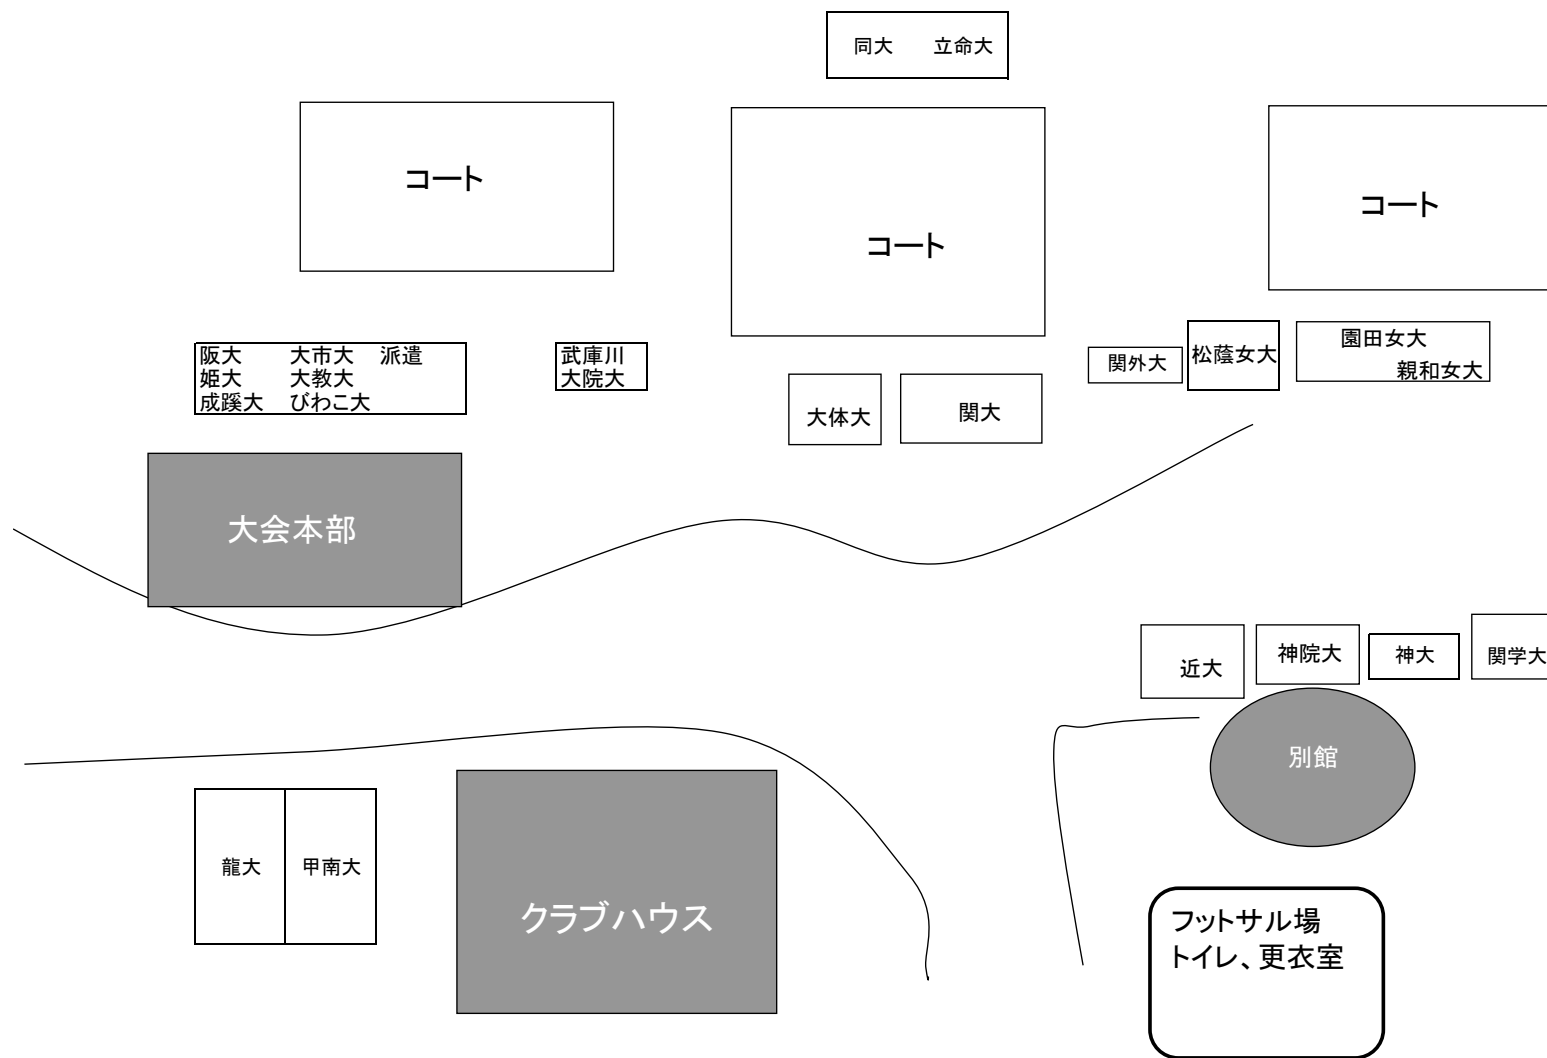 同大　立命大
コート
コート
コート
阪大　大市大　派遣
姫大　大教大
成蹊大　びわこ大
武庫川
大院大
大体大
関大
関外大
松蔭女大
園田女大
親和女大
大会本部
近大
神院大
神大
関学大
別館
龍大
甲南大
クラブハウス
フットサル場
トイレ、更衣室